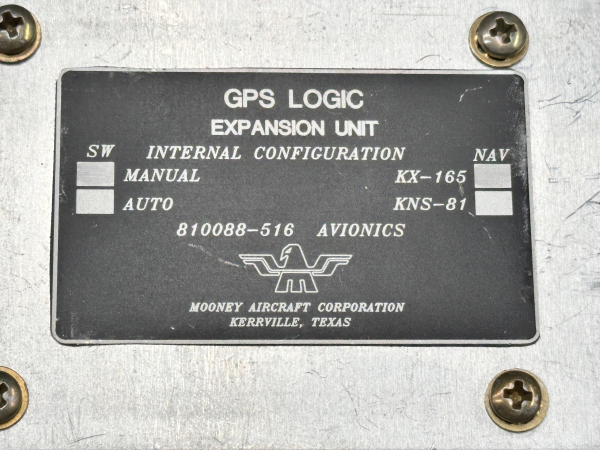 GPS LOGIC
EXPANSION UNIT
SW INTERNAL CONFIGURATION NAV
MANUAL KX-165
AUTO KNS-81
810088-516 AVIONICS
MOONEY AIRCRAFT CORPORATION
KERRVILLE, TEXAS